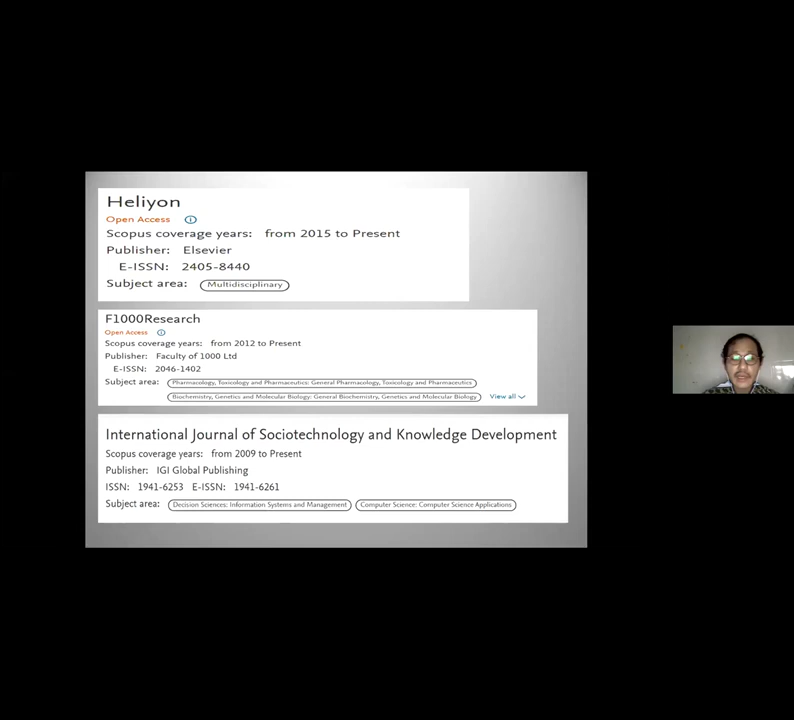 Heliyon
Open Access
Scopus coverage years: from 2015 to Present
Publisher: Elsevier
E-ISSN: 2405-8440
Subject area: Multidisciplinary
F1000Research
Open Access
Scopus coverage years: from 2012 to Present
Publisher: Faculty of 1000 Ltd
E-ISSN: 2046-1402
Subject area: Pharmacology, Toxicology and Pharmaceutics: General Pharmacology, Toxicology and Pharmaceutics
Biochemistry, Genetics and Molecular Biology: General Biochemistry, Genetics and Molecular Biology View all
International Journal of Sociotechnology and Knowledge Development
Scopus coverage years: from 2009 to Present
Publisher: IGI Global Publishing
ISSN: 1941-6253 E-ISSN: 1941-6261
Subject area: Decision Sciences: Information Systems and Management Computer Science: Computer Science Applications